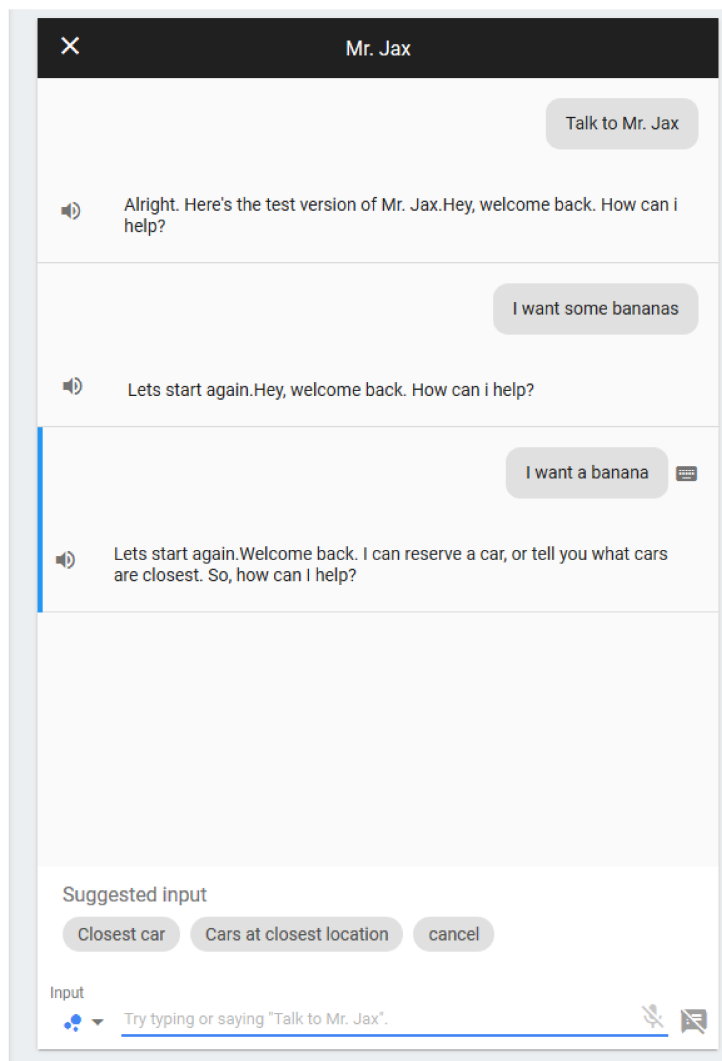 Mr. Jax
Talk to Mr. Jax
Alright. Here's the test version of Mr. Jax.Hey, welcome back. How can i
help?
I want some bananas
Lets start again.Hey, welcome back. How can i help?
I want a banana
Lets start again.Welcome back. I can reserve a car, or tell you what cars
are closest. So, how can I help?
Suggested input
Closest car
Cars at closest location
cancel
Input
Try typing or saying "Talk to Mr. Jax".